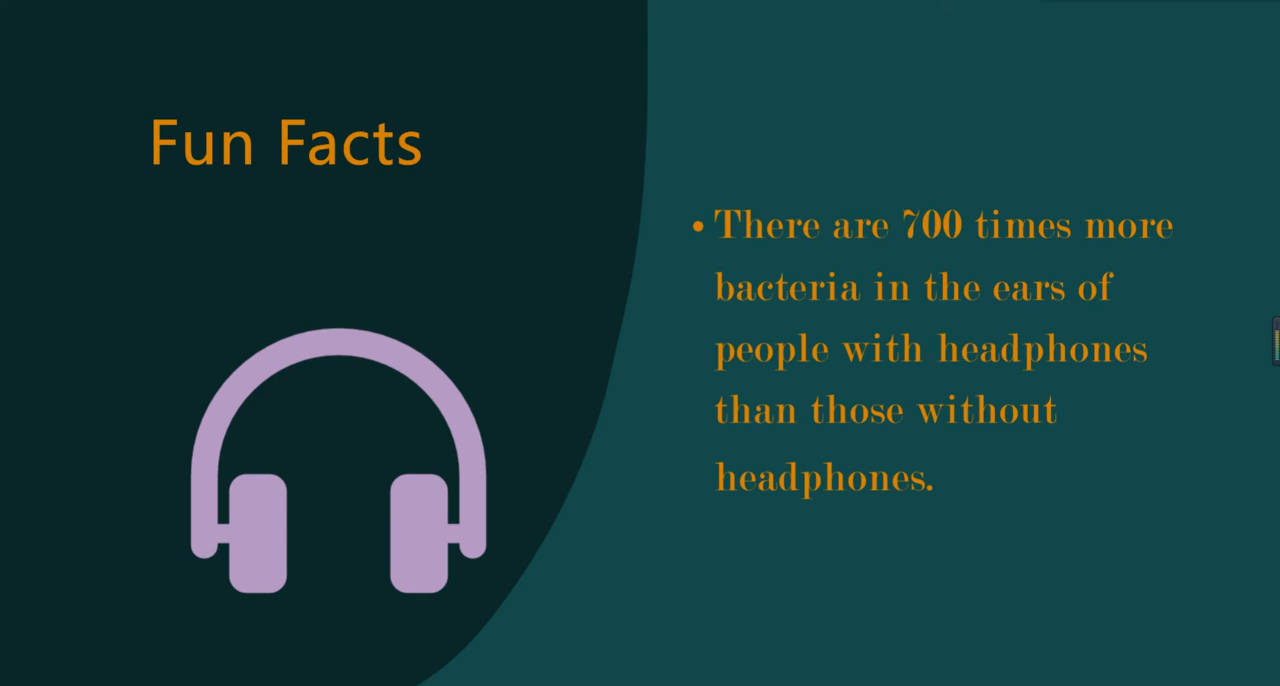 Fun Facts
• There are 700 times more
bacteria in the ears of
people with headphones
than those without
headphones.